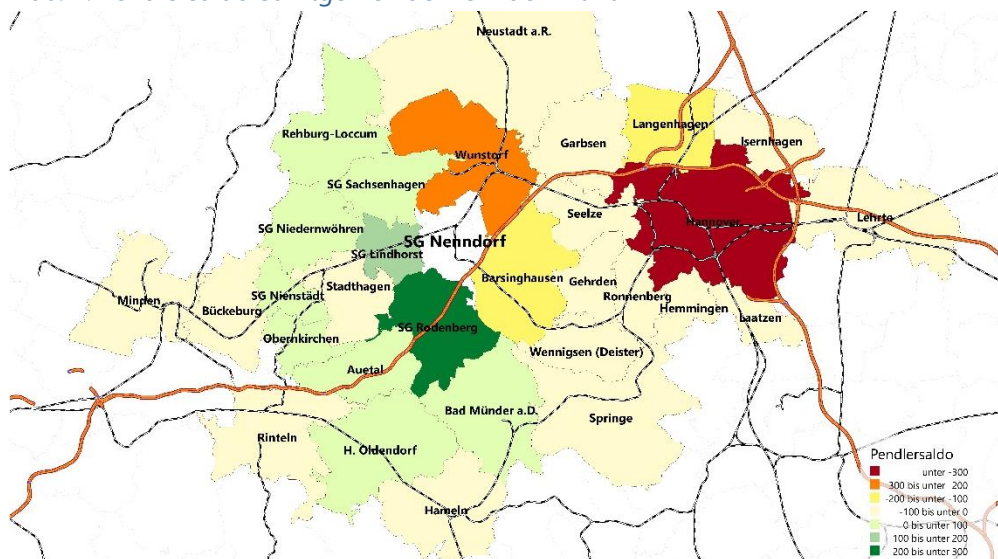 Neustadt a.R.
Langenhagen
Isernhagen
Rehburg-Loccum
Garbsen
Wunstorf
SG Sachsenhagen
Seelze
Hannover
Lehrte
SG Niedernwöhren
SG Nenndorf
SG Lindhorst
Barsinghausen
Gehrden
Stadthagen
SG Nienstädt
Ronnenberg
Minden
Bückeburg
Hemmingen
Laatzen
SG Rodenberg
Obernkirchen
Wennigsen (Deister)
Auetal
Bad Münder a.D.
Springe
Rinteln
H. Oldendorf
Hameln
Pendlersaldo
unter -300
300 bis unter 200
-200 bis unter -100
-100 bis unter 0
0 bis unter 100
100 bis unter 200
200 bis unter 300